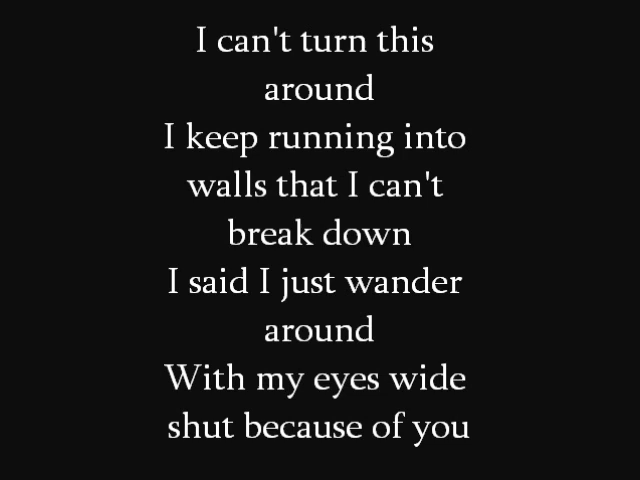 I can't turn this
around
I keep running into
walls that I can't
break down
I said I just wander
around
With my eyes wide
shut because of you